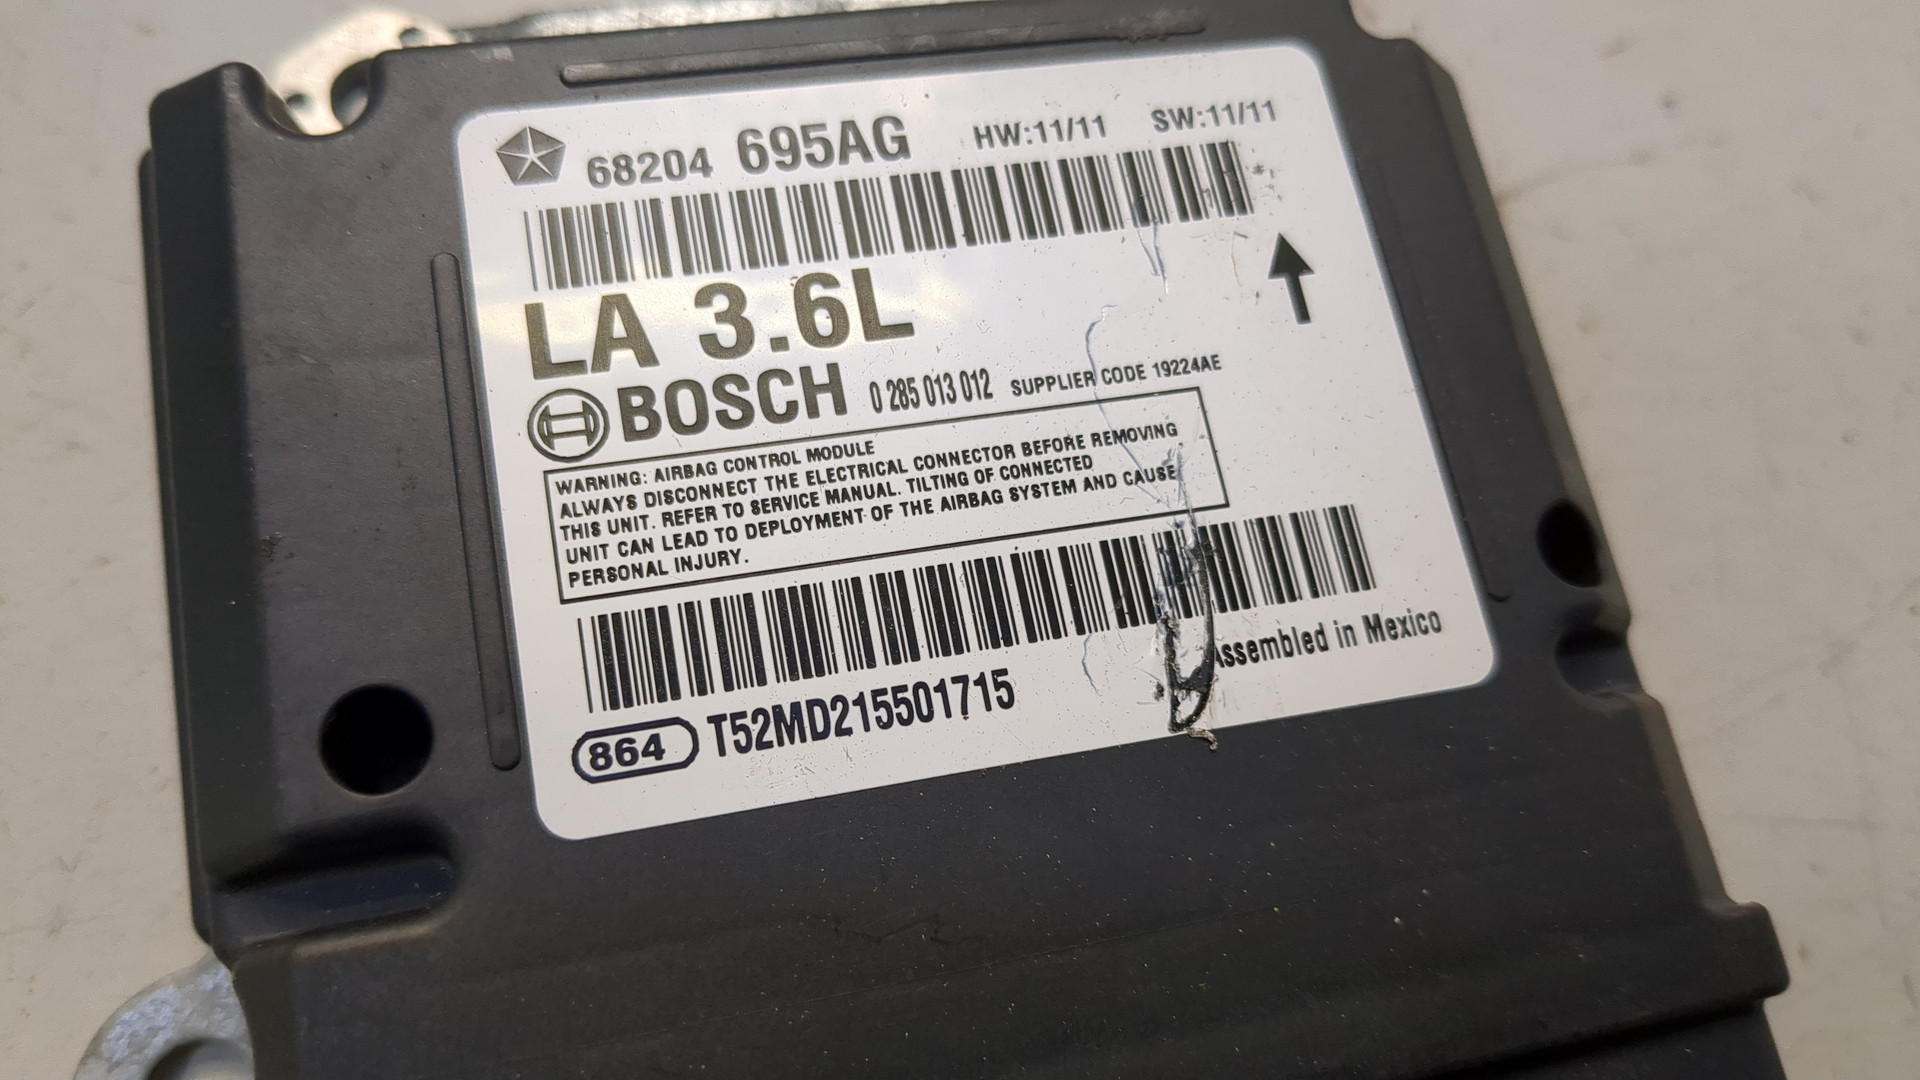 68204 695AG HW:11/11 SW:11/11
LA 3.6L
BOSCH 0 285 013 012 SUPPLIER CODE 19224AE
WARNING: AIRBAG CONTROL MODULE
ALWAYS DISCONNECT THE ELECTRICAL CONNECTOR BEFORE REMOVING
THIS UNIT. REFER TO SERVICE MANUAL. TILTING OF CONNECTED
UNIT CAN LEAD TO DEPLOYMENT OF THE AIRBAG SYSTEM AND CAUSE
PERSONAL INJURY.
864 T52MD215501715 Assembled in Mexico